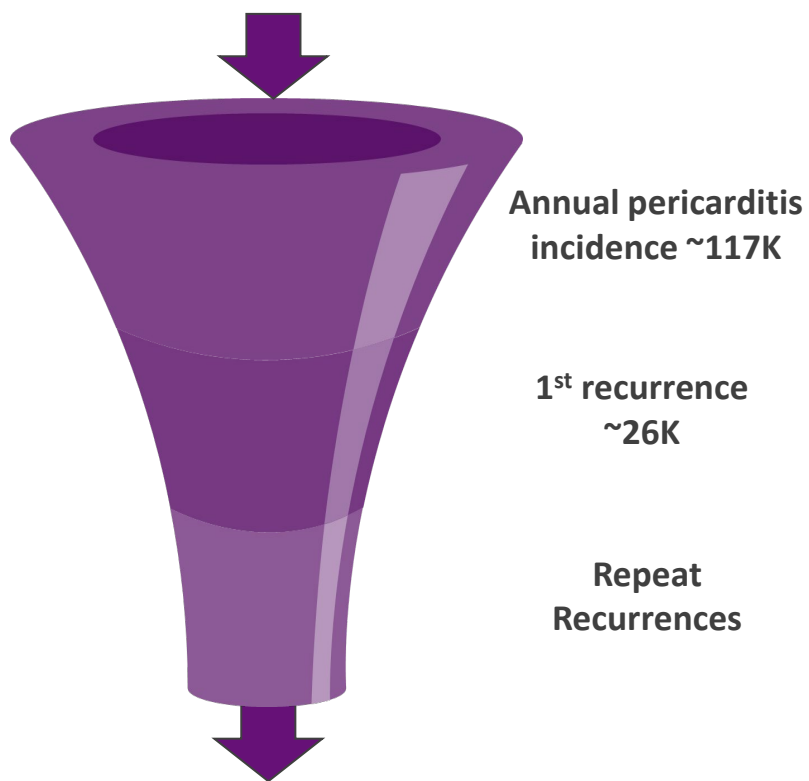 Annual pericarditis
incidence ~117K
1st recurrence
~26K
Repeat
Recurrences